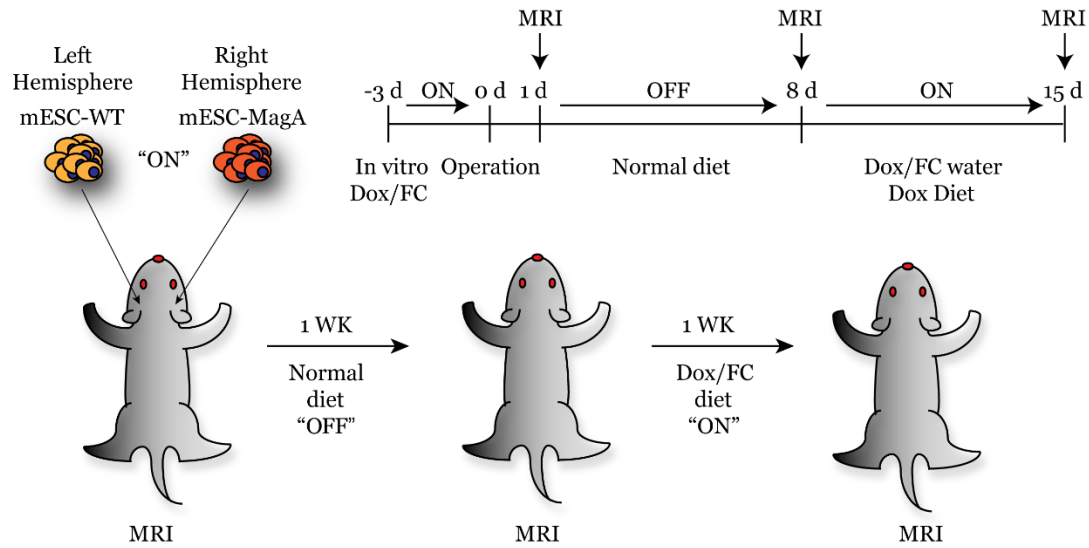 Left
Hemisphere
mESC-WT
“ON”
Right
Hemisphere
mESC-MagA
MRI
MRI
MRI
-3 d
ON
0 d
1 d
OFF
8 d
ON
15 d
In vitro
Dox/FC
Operation
Normal diet
Dox/FC water
Dox Diet
1 WK
Normal
diet
“OFF”
1 WK
Dox/FC
diet
“ON”
MRI
MRI
MRI